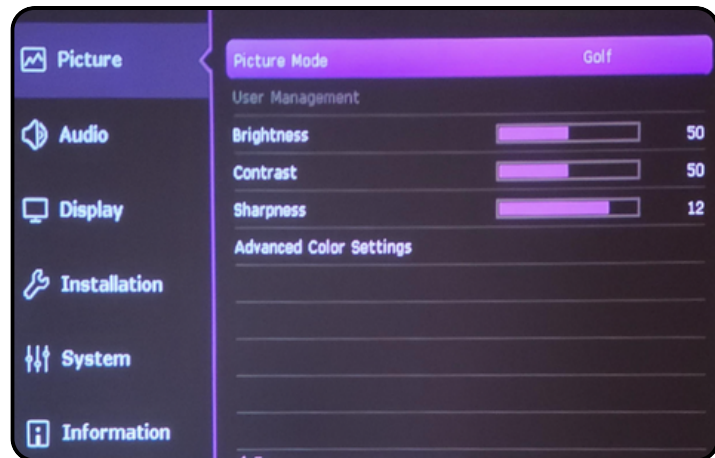 Picture
Audio
Display
Installation
System
Information
Picture Mode Golf
User Management
Brightness 50
Contrast 50
Sharpness 12
Advanced Color Settings